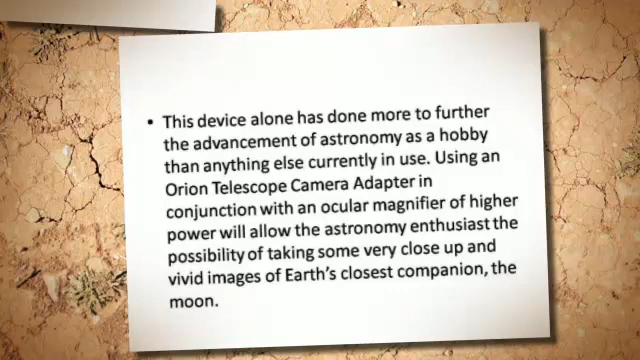 • This device alone has done more to further
the advancement of astronomy as a hobby
than anything else currently in use. Using an
Orion Telescope Camera Adapter in
conjunction with an ocular magnifier of higher
power will allow the astronomy enthusiast the
possibility of taking some very close up and
vivid images of Earth's closest companion, the
moon.